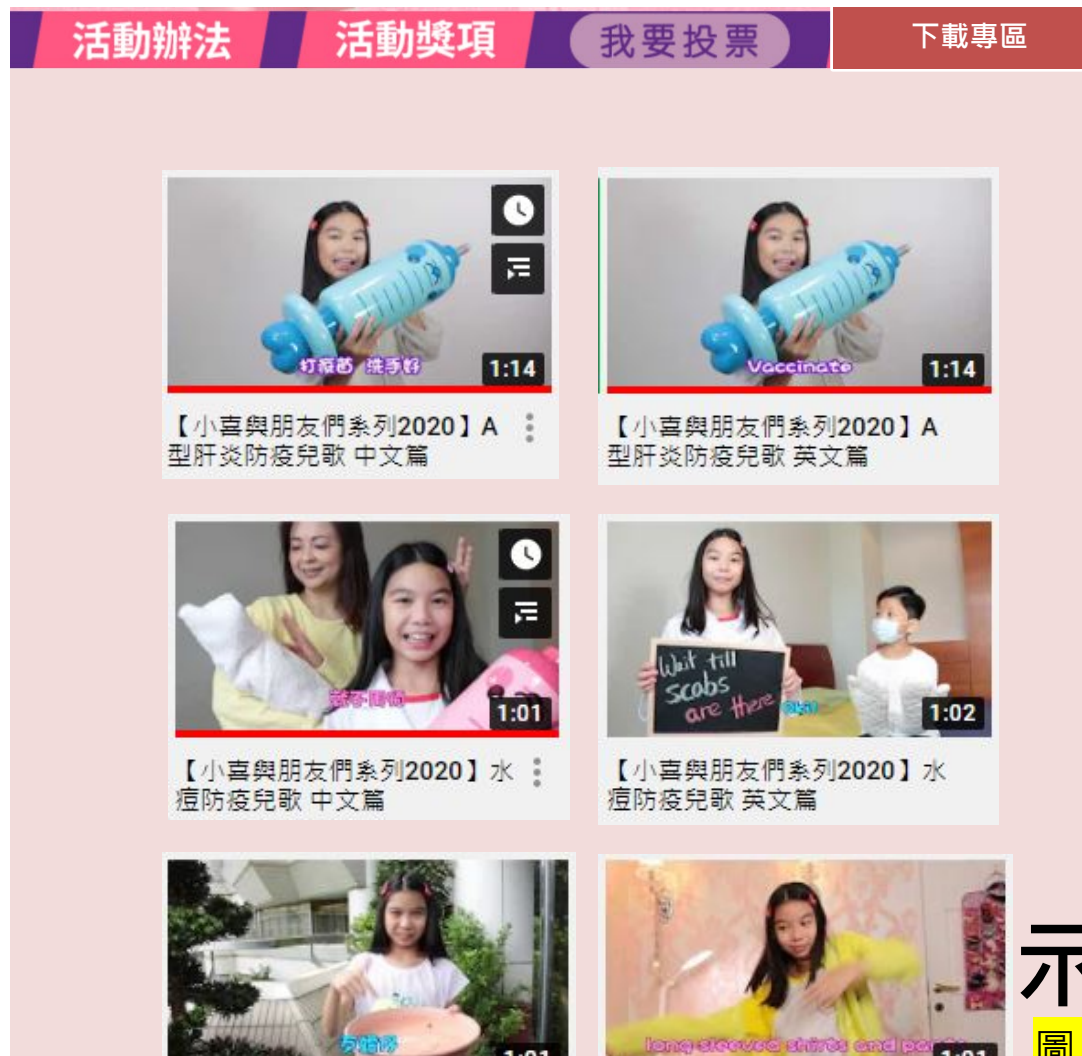 活動辦法 活動獎項 我要投票 下載專區
打疫苗 洗手好
1:14
Vaccinate
1:14
【小喜與朋友們系列2020】A
型肝炎防疫兒歌 中文篇
【小喜與朋友們系列2020】A
型肝炎防疫兒歌 英文篇
1:01
Wait till
scabs
are there
1:02
【小喜與朋友們系列2020】水
痘防疫兒歌 中文篇
【小喜與朋友們系列2020】水
痘防疫兒歌 英文篇
1:01
long-sleeved shirts and pants
1:01
示
圖